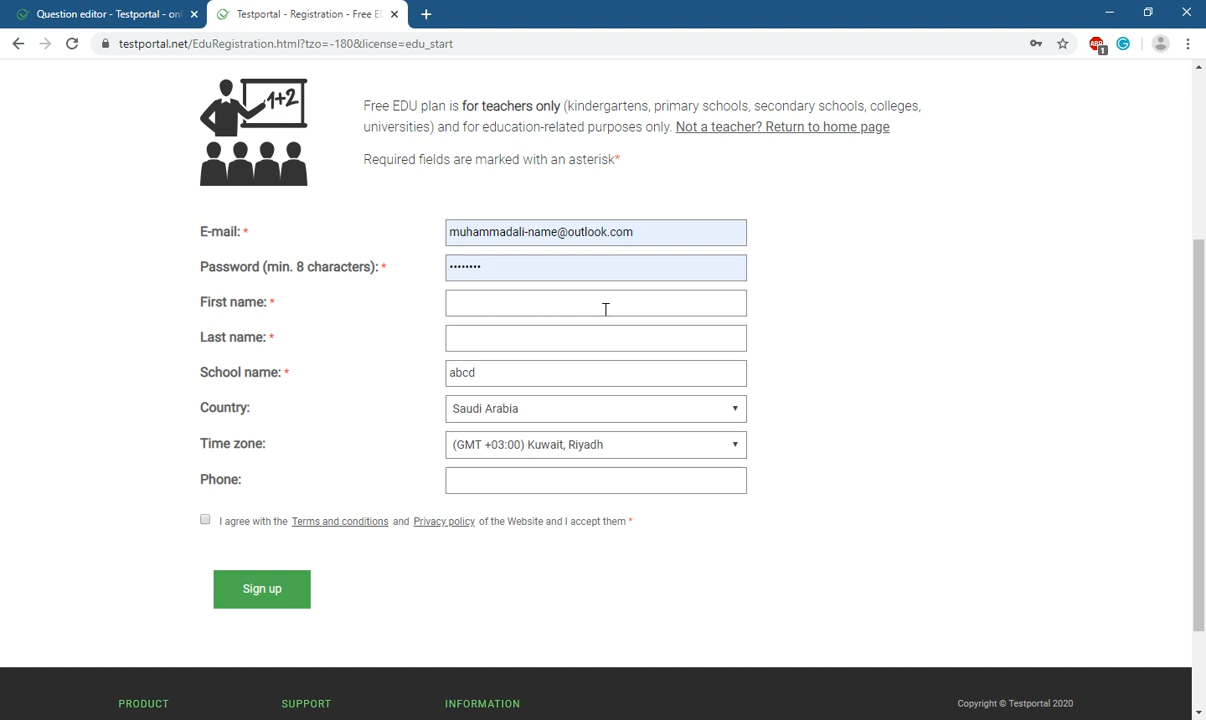 Question editor - Testportal - onl
Testportal - Registration - Free E
testportal.net/EduRegistration.html?tzo=-180&license=edu_start
ABP
1
1+2
Free EDU plan is for teachers only (kindergartens, primary schools, secondary schools, colleges,
universities) and for education-related purposes only. Not a teacher? Return to home page
Required fields are marked with an asterisk*
E-mail: *
muhammadali-name@outlook.com
Password (min. 8 characters): *
••••••••
First name: *
Last name: *
School name: *
abcd
Country:
Saudi Arabia
Time zone:
(GMT +03:00) Kuwait, Riyadh
Phone:
I agree with the Terms and conditions and Privacy policy of the Website and I accept them *
Sign up
PRODUCT
SUPPORT
INFORMATION
Copyright © Testportal 2020